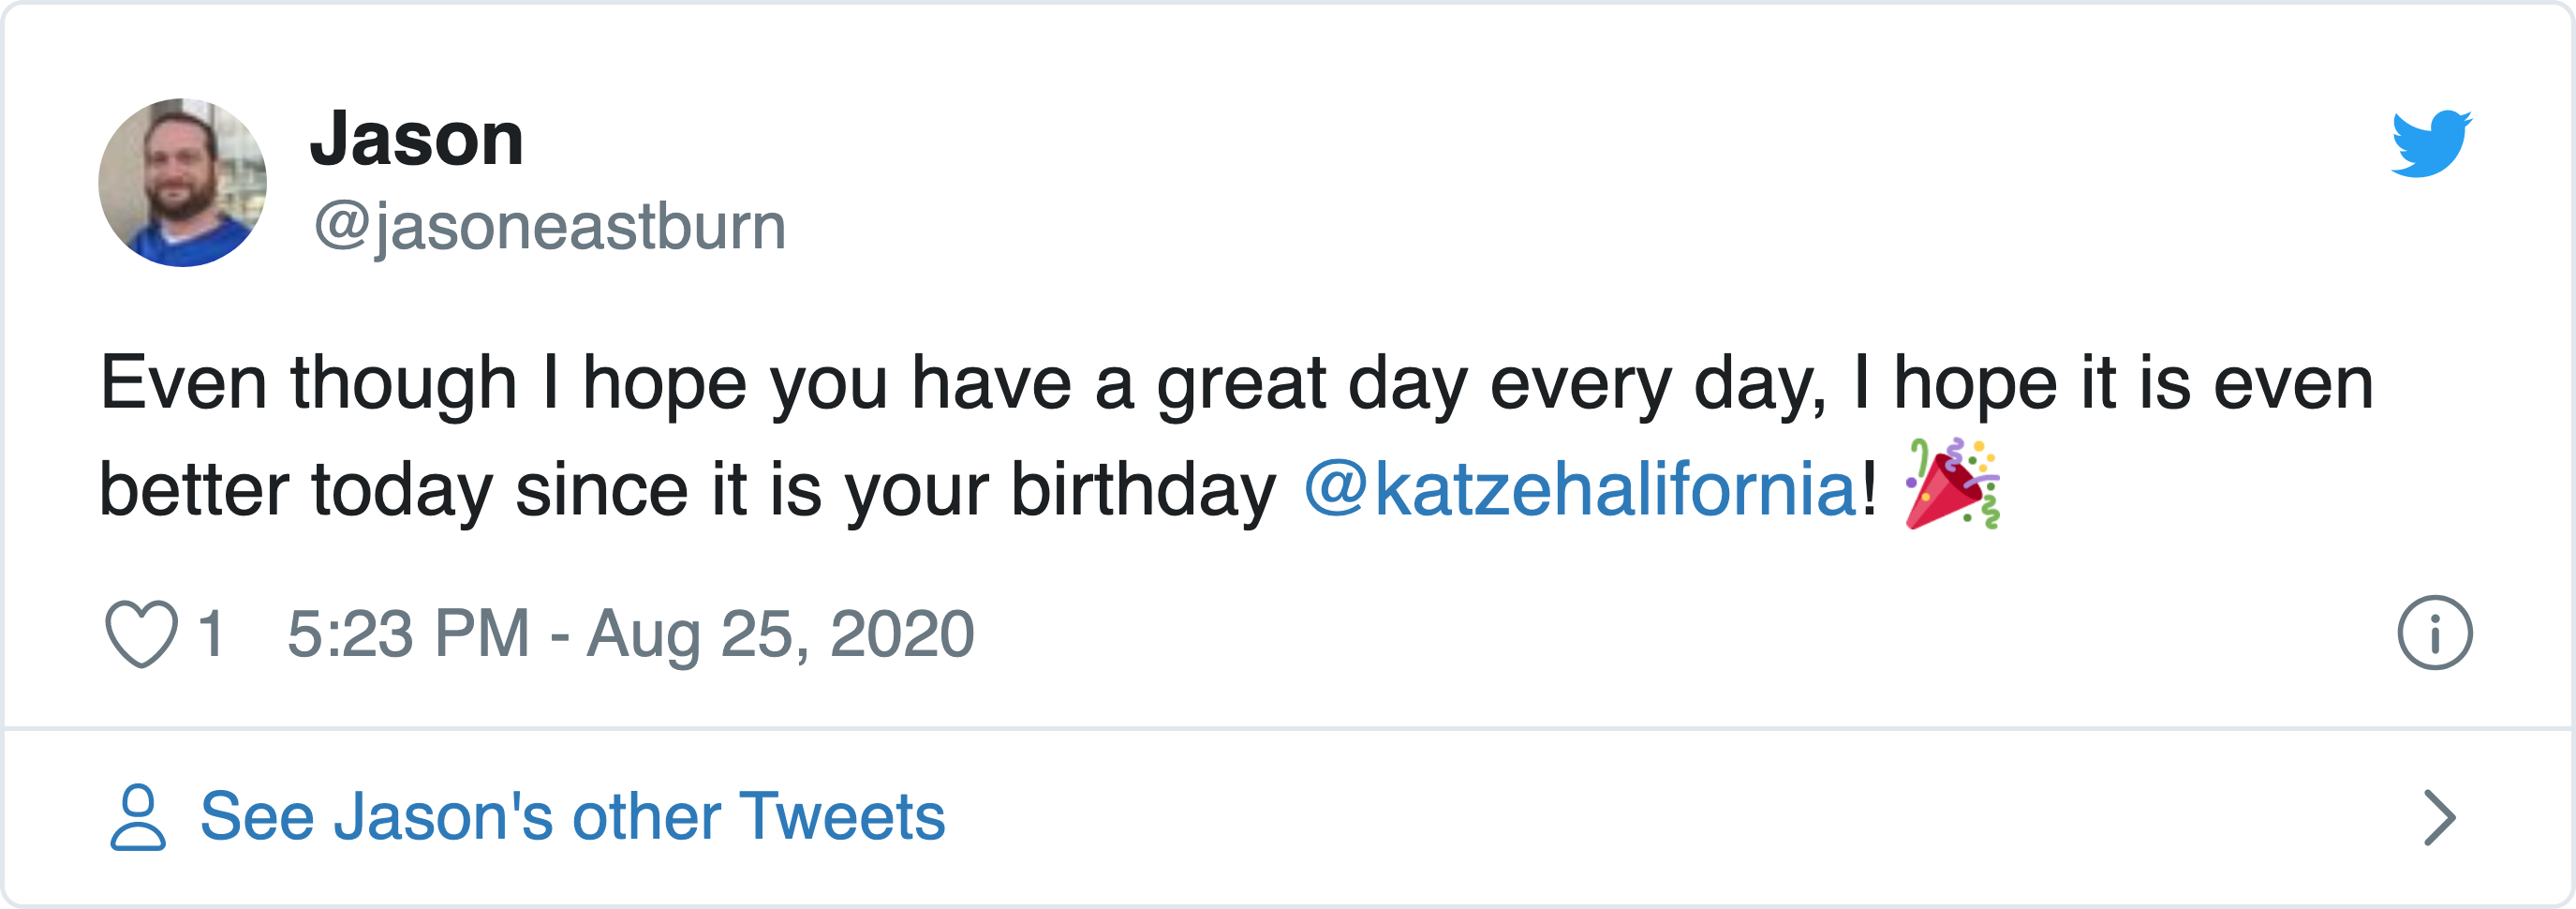 Jason
@jasoneastburn
Even though I hope you have a great day every day, I hope it is even
better today since it is your birthday @katzehalifornia! 🎉
1 5:23 PM - Aug 25, 2020
See Jason's other Tweets